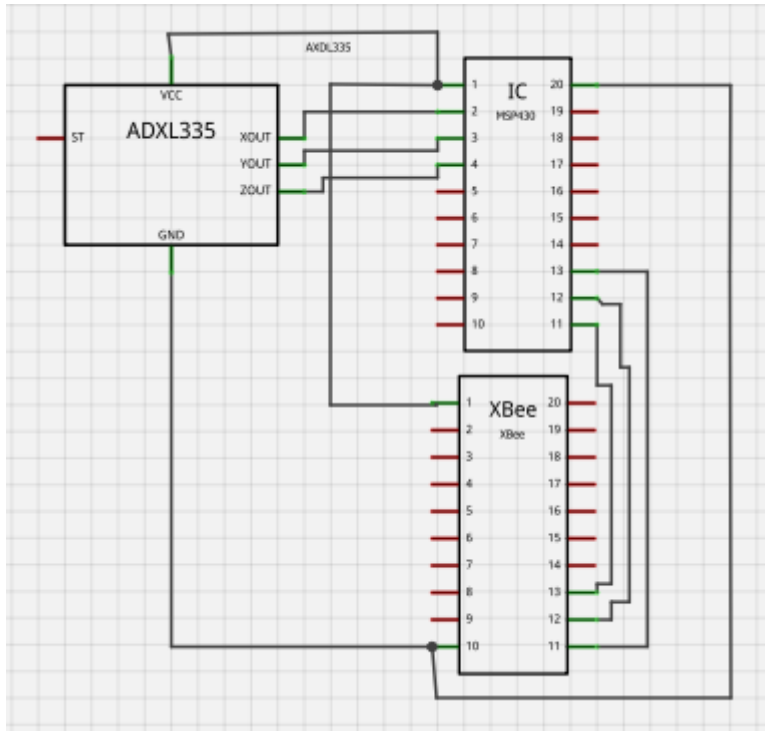 AXDL335
VCC
ADXL335
ST
XOUT
YOUT
ZOUT
GND
IC
MSP430
1 20
2 19
3 18
4 17
5 16
6 15
7 14
8 13
9 12
10 11
XBee
XBee
1 20
2 19
3 18
4 17
5 16
6 15
7 14
8 13
9 12
10 11